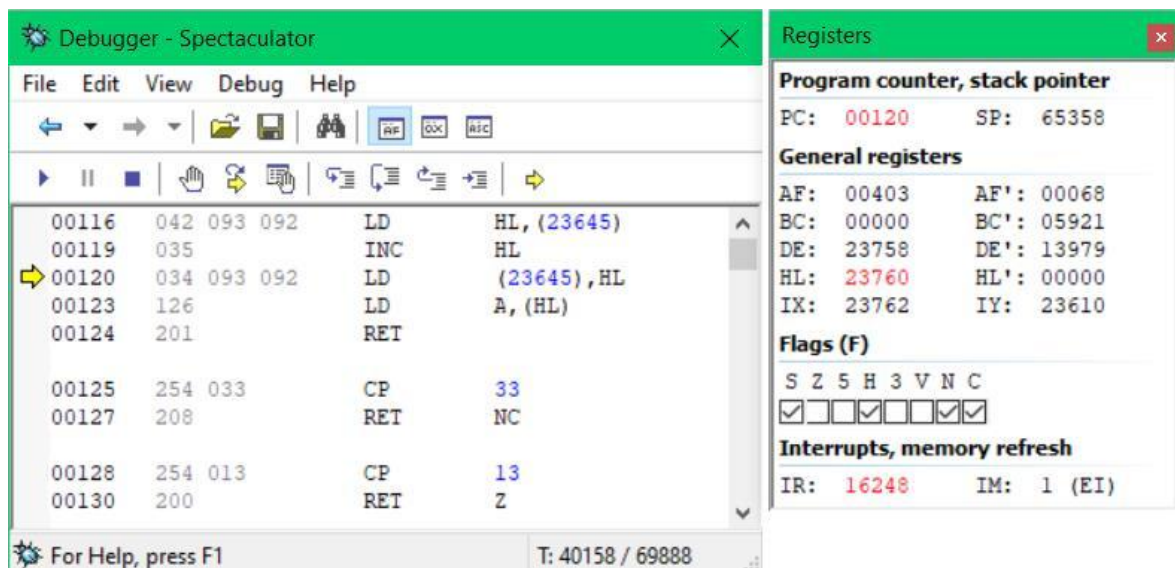 Debugger - Spectaculator
File Edit View Debug Help
AF 0X ASC
00116 042 093 092 LD HL,(23645)
00119 035 INC HL
00120 034 093 092 LD (23645),HL
00123 126 LD A,(HL)
00124 201 RET
00125 254 033 CP 33
00127 208 RET NC
00128 254 013 CP 13
00130 200 RET Z
For Help, press F1 T: 40158 / 69888
Registers
Program counter, stack pointer
PC: 00120 SP: 65358
General registers
AF: 00403 AF': 00068
BC: 00000 BC': 05921
DE: 23758 DE': 13979
HL: 23760 HL': 00000
IX: 23762 IY: 23610
Flags (F)
S Z 5 H 3 V N C
Interrupts, memory refresh
IR: 16248 IM: 1 (EI)